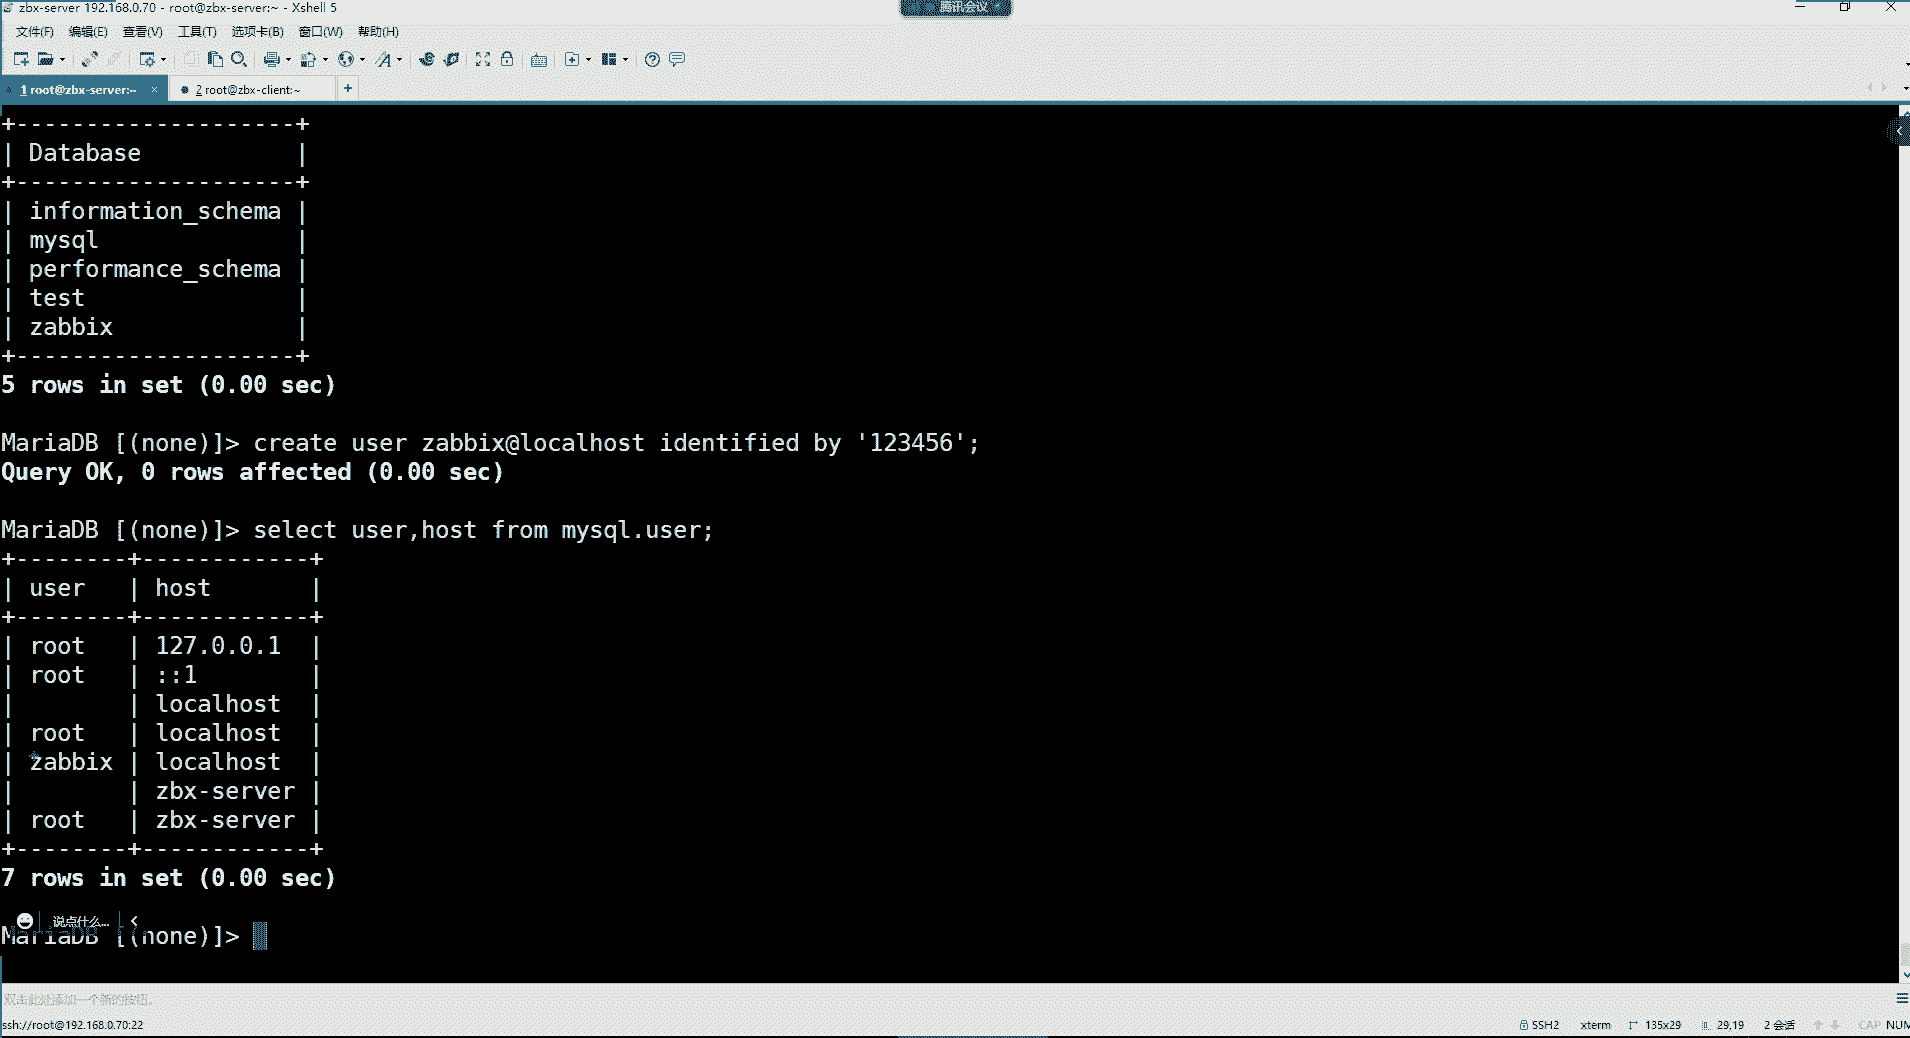 zbx-server 192.168.0.70 - root@zbx-server:~ - Xshell 5
腾讯会议
文件(F) 编辑(E) 查看(V) 工具(T) 选项卡(B) 窗口(W) 帮助(H)
1 root@zbx-server:~ × 2 root@zbx-client:~ +
+--------------------+
| Database           |
+--------------------+
| information_schema |
| mysql              |
| performance_schema |
| test               |
| zabbix             |
+--------------------+
5 rows in set (0.00 sec)
MariaDB [(none)]> create user zabbix@localhost identified by '123456';
Query OK, 0 rows affected (0.00 sec)
MariaDB [(none)]> select user,host from mysql.user;
+--------+------------+
| user   | host       |
+--------+------------+
| root   | 127.0.0.1  |
| root   | ::1        |
|        | localhost  |
| root   | localhost  |
| zabbix | localhost  |
|        | zbx-server |
| root   | zbx-server |
+--------+------------+
7 rows in set (0.00 sec)
说点什么...
MariaDB [(none)]>
双击此处添加一个新的按钮。
ssh://root@192.168.0.70:22 SSH2 xterm 135x29 29,19 2 会话 CAP NUM